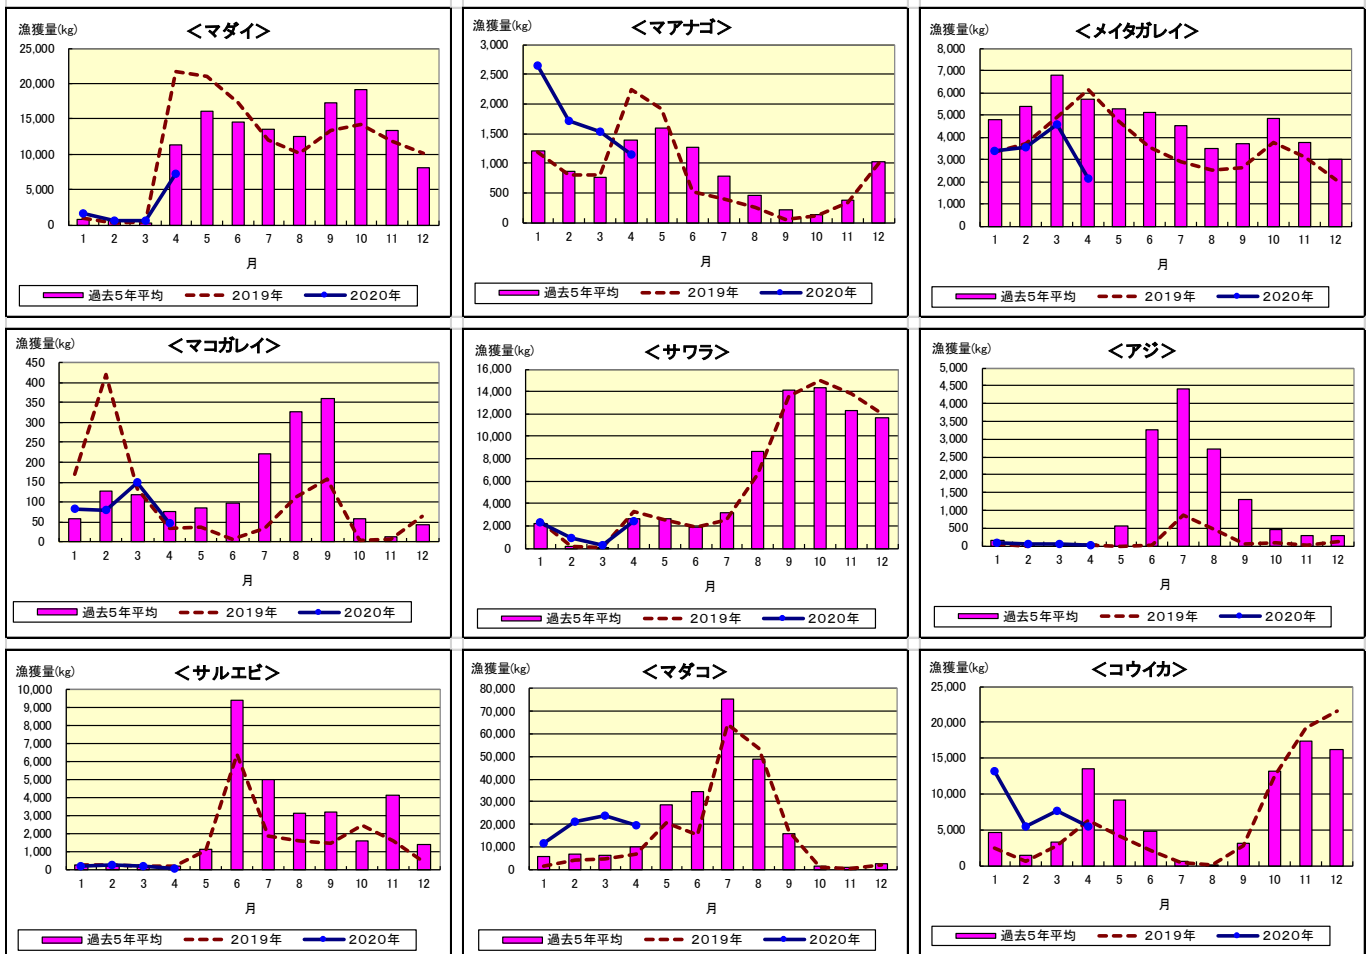 漁獲量(kg)
＜マダイ＞
25,000
20,000
15,000
10,000
5,000
0
1 2 3 4 5 6 7 8 9 10 11 12
月
過去5年平均 2019年 2020年
漁獲量(kg)
＜マアナゴ＞
3,000
2,500
2,000
1,500
1,000
500
0
1 2 3 4 5 6 7 8 9 10 11 12
月
過去5年平均 2019年 2020年
漁獲量(kg)
＜メイタガレイ＞
8,000
7,000
6,000
5,000
4,000
3,000
2,000
1,000
0
1 2 3 4 5 6 7 8 9 10 11 12
月
過去5年平均 2019年 2020年
漁獲量(kg)
＜マコガレイ＞
450
400
350
300
250
200
150
100
50
0
1 2 3 4 5 6 7 8 9 10 11 12
月
過去5年平均 2019年 2020年
漁獲量(kg)
＜サワラ＞
16,000
14,000
12,000
10,000
8,000
6,000
4,000
2,000
0
1 2 3 4 5 6 7 8 9 10 11 12
月
過去5年平均 2019年 2020年
漁獲量(kg)
＜アジ＞
5,000
4,500
4,000
3,500
3,000
2,500
2,000
1,500
1,000
500
0
1 2 3 4 5 6 7 8 9 10 11 12
月
過去5年平均 2019年 2020年
漁獲量(kg)
＜サルエビ＞
10,000
9,000
8,000
7,000
6,000
5,000
4,000
3,000
2,000
1,000
0
1 2 3 4 5 6 7 8 9 10 11 12
月
過去5年平均 2019年 2020年
漁獲量(kg)
＜マダコ＞
80,000
70,000
60,000
50,000
40,000
30,000
20,000
10,000
0
1 2 3 4 5 6 7 8 9 10 11 12
月
過去5年平均 2019年 2020年
漁獲量(kg)
＜コウイカ＞
25,000
20,000
15,000
10,000
5,000
0
1 2 3 4 5 6 7 8 9 10 11 12
月
過去5年平均 2019年 2020年